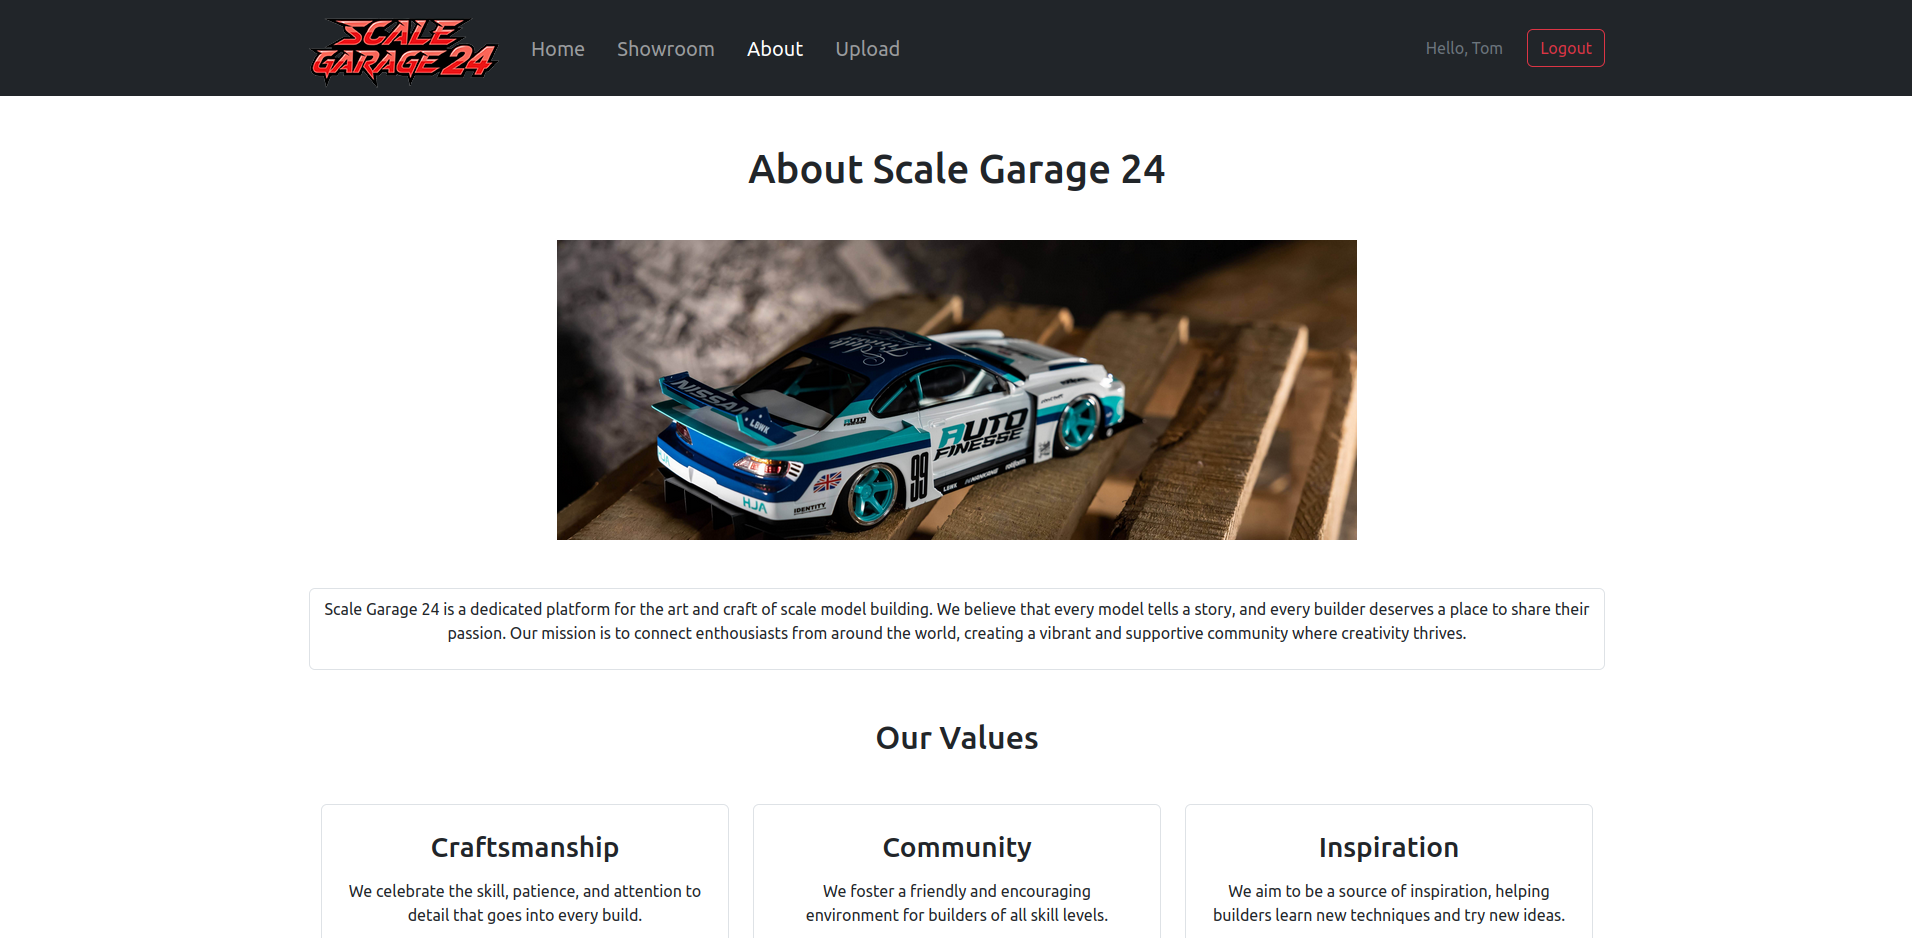 SCALE
GARAGE 24
Home
Showroom
About
Upload
Hello, Tom
Logout
About Scale Garage 24
NISSAN
LBWK
AUTO
FINESSE
99
HJA
IDENTITY
LBWK
NANKANG
rotiform
Scale Garage 24 is a dedicated platform for the art and craft of scale model building. We believe that every model tells a story, and every builder deserves a place to share their
passion. Our mission is to connect enthusiasts from around the world, creating a vibrant and supportive community where creativity thrives.
Our Values
Craftsmanship
We celebrate the skill, patience, and attention to
detail that goes into every build.
Community
We foster a friendly and encouraging
environment for builders of all skill levels.
Inspiration
We aim to be a source of inspiration, helping
builders learn new techniques and try new ideas.